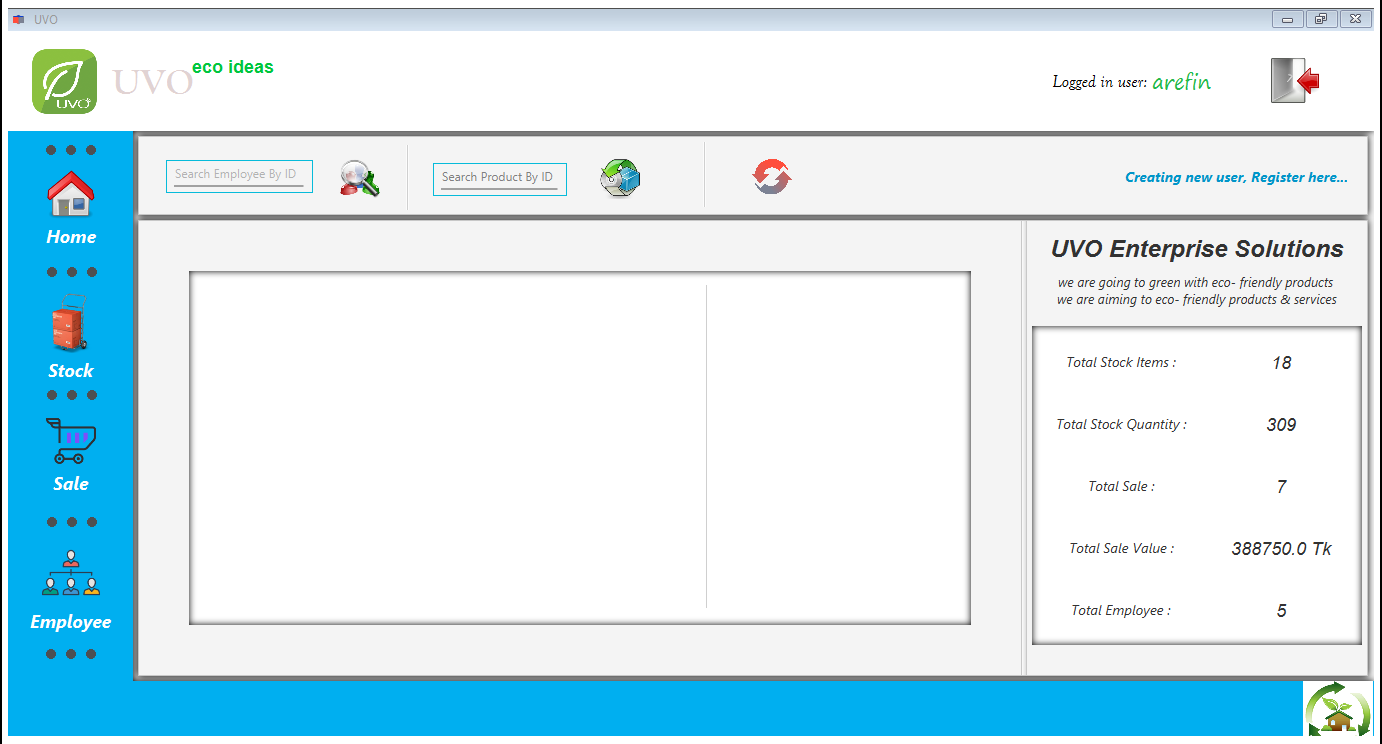 UVO
UVO
UVO
eco ideas
Logged in user: arefin
Search Employee By ID
Search Product By ID
Creating new user, Register here...
Home
Stock
Sale
Employee
UVO Enterprise Solutions
we are going to green with eco- friendly products
we are aiming to eco- friendly products & services
Total Stock Items : 18
Total Stock Quantity : 309
Total Sale : 7
Total Sale Value : 388750.0 Tk
Total Employee : 5